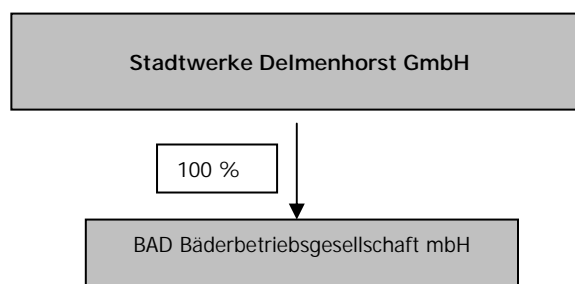 Stadtwerke Delmenhorst GmbH
100 %
BAD Bäderbetriebsgesellschaft mbH